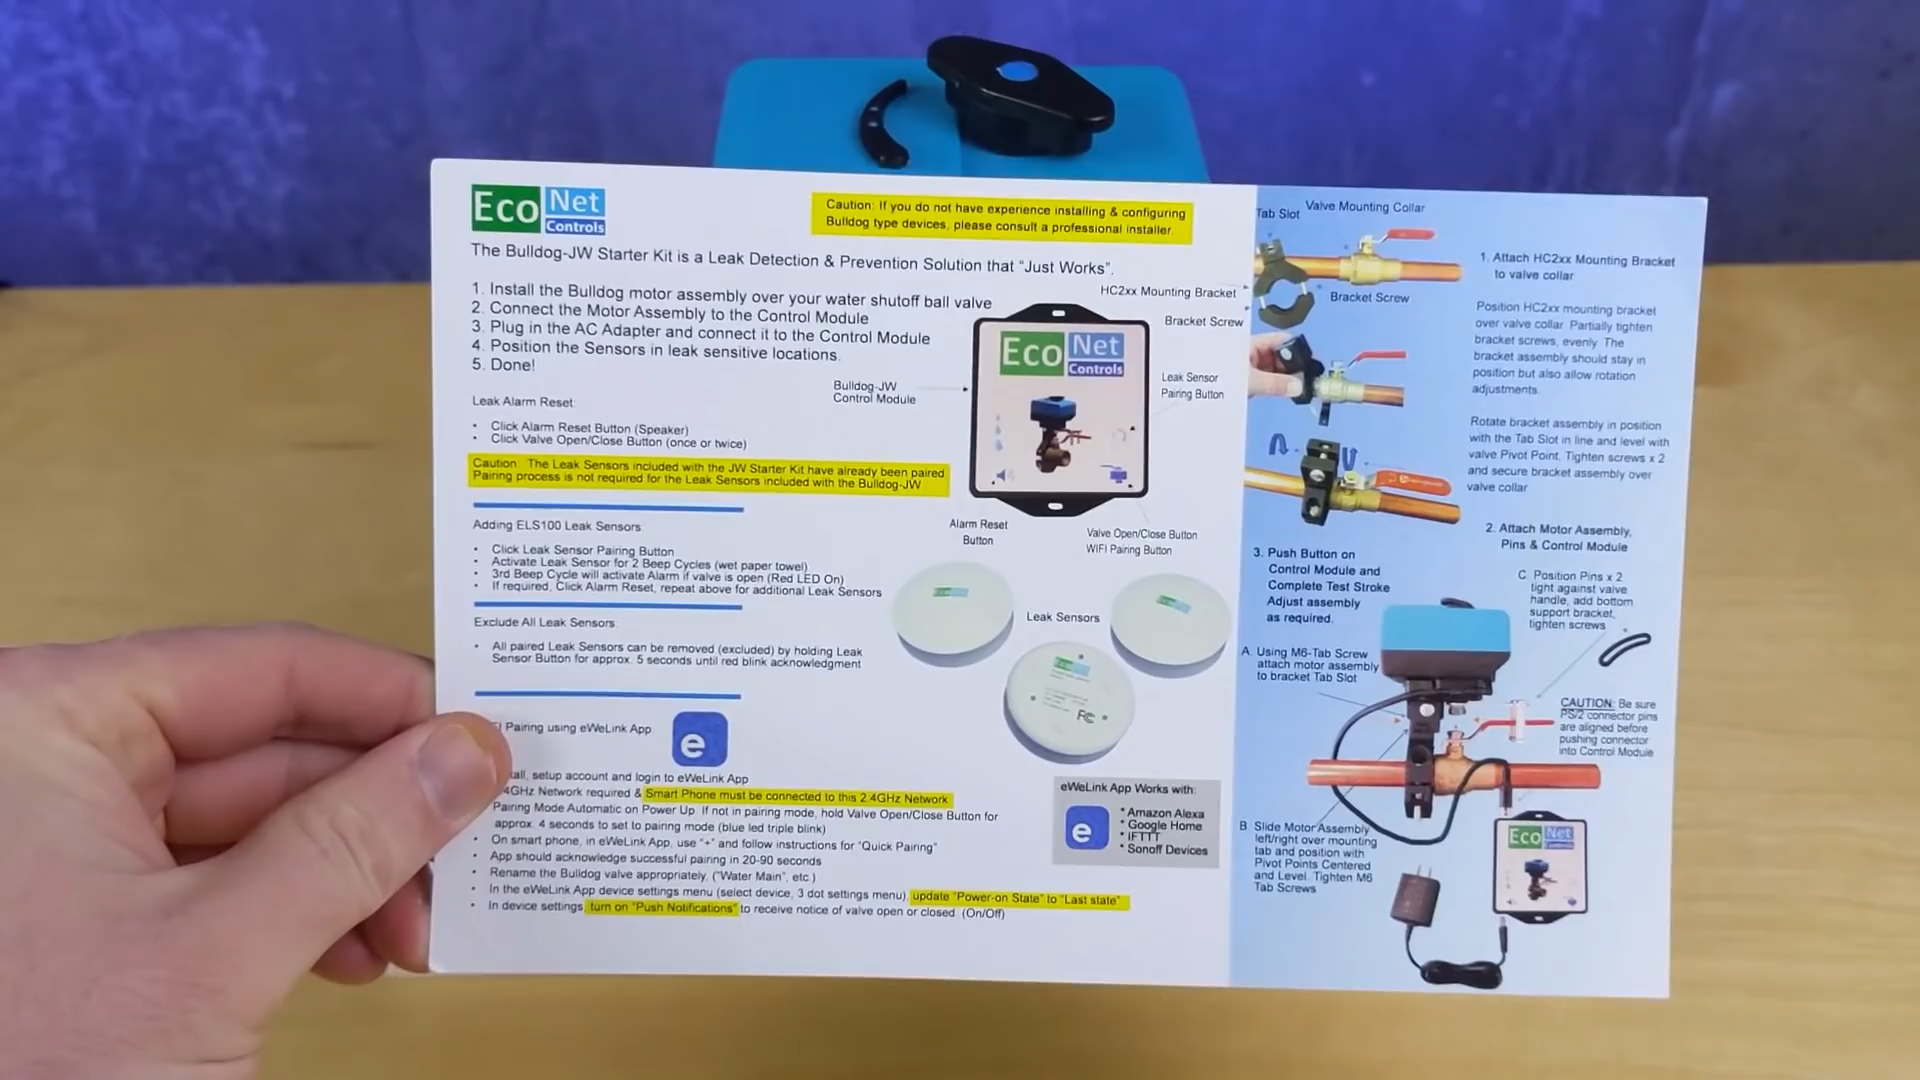 Eco Net Controls
Caution: If you do not have experience installing & configuring
Bulldog type devices, please consult a professional installer.
The Bulldog-JW Starter Kit is a Leak Detection & Prevention Solution that "Just Works".
1. Install the Bulldog motor assembly over your water shutoff ball valve
2. Connect the Motor Assembly to the Control Module
3. Plug in the AC Adapter and connect it to the Control Module
4. Position the Sensors in leak sensitive locations.
5. Done!
Leak Alarm Reset:
• Click Alarm Reset Button (Speaker)
• Click Valve Open/Close Button (once or twice)
Caution: The Leak Sensors included with the JW Starter Kit have already been paired
Pairing process is not required for the Leak Sensors included with the Bulldog-JW
Adding ELS100 Leak Sensors:
• Click Leak Sensor Pairing Button
• Activate Leak Sensor for 2 Beep Cycles (wet paper towel)
• 3rd Beep Cycle will activate Alarm if valve is open (Red LED On)
• If required, Click Alarm Reset, repeat above for additional Leak Sensors
Exclude All Leak Sensors:
• All paired Leak Sensors can be removed (excluded) by holding Leak
Sensor Button for approx. 5 seconds until red blink acknowledgment
Pairing using eWeLink App
e
setup account and login to eWeLink App
4GHz Network required & Smart Phone must be connected to this 2.4GHz Network
Pairing Mode Automatic on Power Up. If not in pairing mode, hold Valve Open/Close Button for
approx. 4 seconds to set to pairing mode (blue led triple blink)
• On smart phone, in eWeLink App, use "+" and follow instructions for "Quick Pairing"
• App should acknowledge successful pairing in 20-90 seconds
• Rename the Bulldog valve appropriately, ("Water Main", etc.)
• In the eWeLink App device settings menu (select device, 3 dot settings menu), update "Power-on State" to "Last state"
• In device settings, turn on "Push Notifications" to receive notice of valve open or closed (On/Off)
HC2xx Mounting Bracket
Bracket Screw
Bulldog-JW
Control Module
Eco Net Controls
Leak Sensor
Pairing Button
Alarm Reset
Button
Valve Open/Close Button
WIFI Pairing Button
Leak Sensors
FC
eWeLink App Works with:
e
* Amazon Alexa
* Google Home
* IFTTT
* Sonoff Devices
Tab Slot
Valve Mounting Collar
Bracket Screw
1. Attach HC2xx Mounting Bracket
to valve collar
Position HC2xx mounting bracket
over valve collar. Partially tighten
bracket screws, evenly. The
bracket assembly should stay in
position but also allow rotation
adjustments.
Rotate bracket assembly in position
with the Tab Slot in line and level with
valve Pivot Point. Tighten screws x 2
and secure bracket assembly over
valve collar
2. Attach Motor Assembly,
Pins & Control Module
3. Push Button on
Control Module and
Complete Test Stroke
Adjust assembly
as required.
C. Position Pins x 2
tight against valve
handle, add bottom
support bracket,
tighten screws
A. Using M6-Tab Screw
attach motor assembly
to bracket Tab Slot
CAUTION: Be sure
PS/2 connector pins
are aligned before
pushing connector
into Control Module
B. Slide Motor Assembly
left/right over mounting
tab and position with
Pivot Points Centered
and Level. Tighten M6
Tab Screws
Eco Net Controls